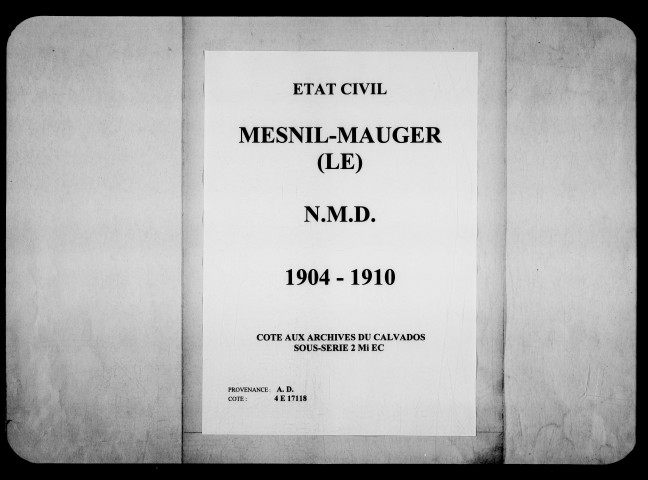 ETAT CIVIL
MESNIL-MAUGER
(LE)
N.M.D.
1904 - 1910
COTE AUX ARCHIVES DU CALVADOS
SOUS-SERIE 2 Mi EC
PROVENANCE : A. D.
COTE : 4 E 17118